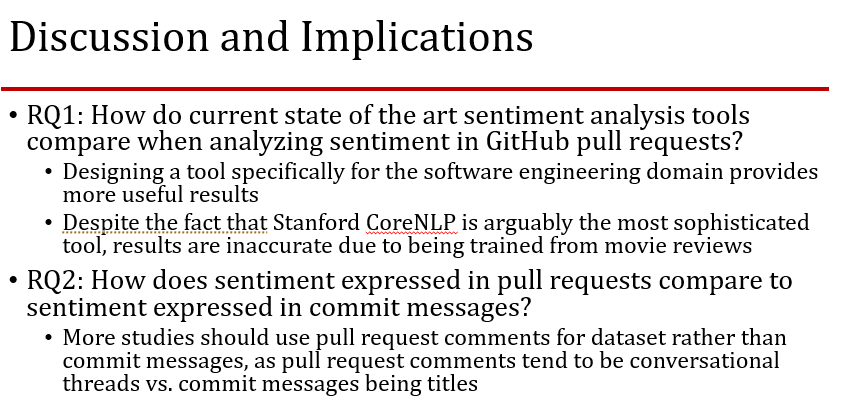 Discussion and Implications
• RQ1: How do current state of the art sentiment analysis tools
compare when analyzing sentiment in GitHub pull requests?
• Designing a tool specifically for the software engineering domain provides
more useful results
• Despite the fact that Stanford CoreNLP is arguably the most sophisticated
tool, results are inaccurate due to being trained from movie reviews
• RQ2: How does sentiment expressed in pull requests compare to
sentiment expressed in commit messages?
• More studies should use pull request comments for dataset rather than
commit messages, as pull request comments tend to be conversational
threads vs. commit messages being titles